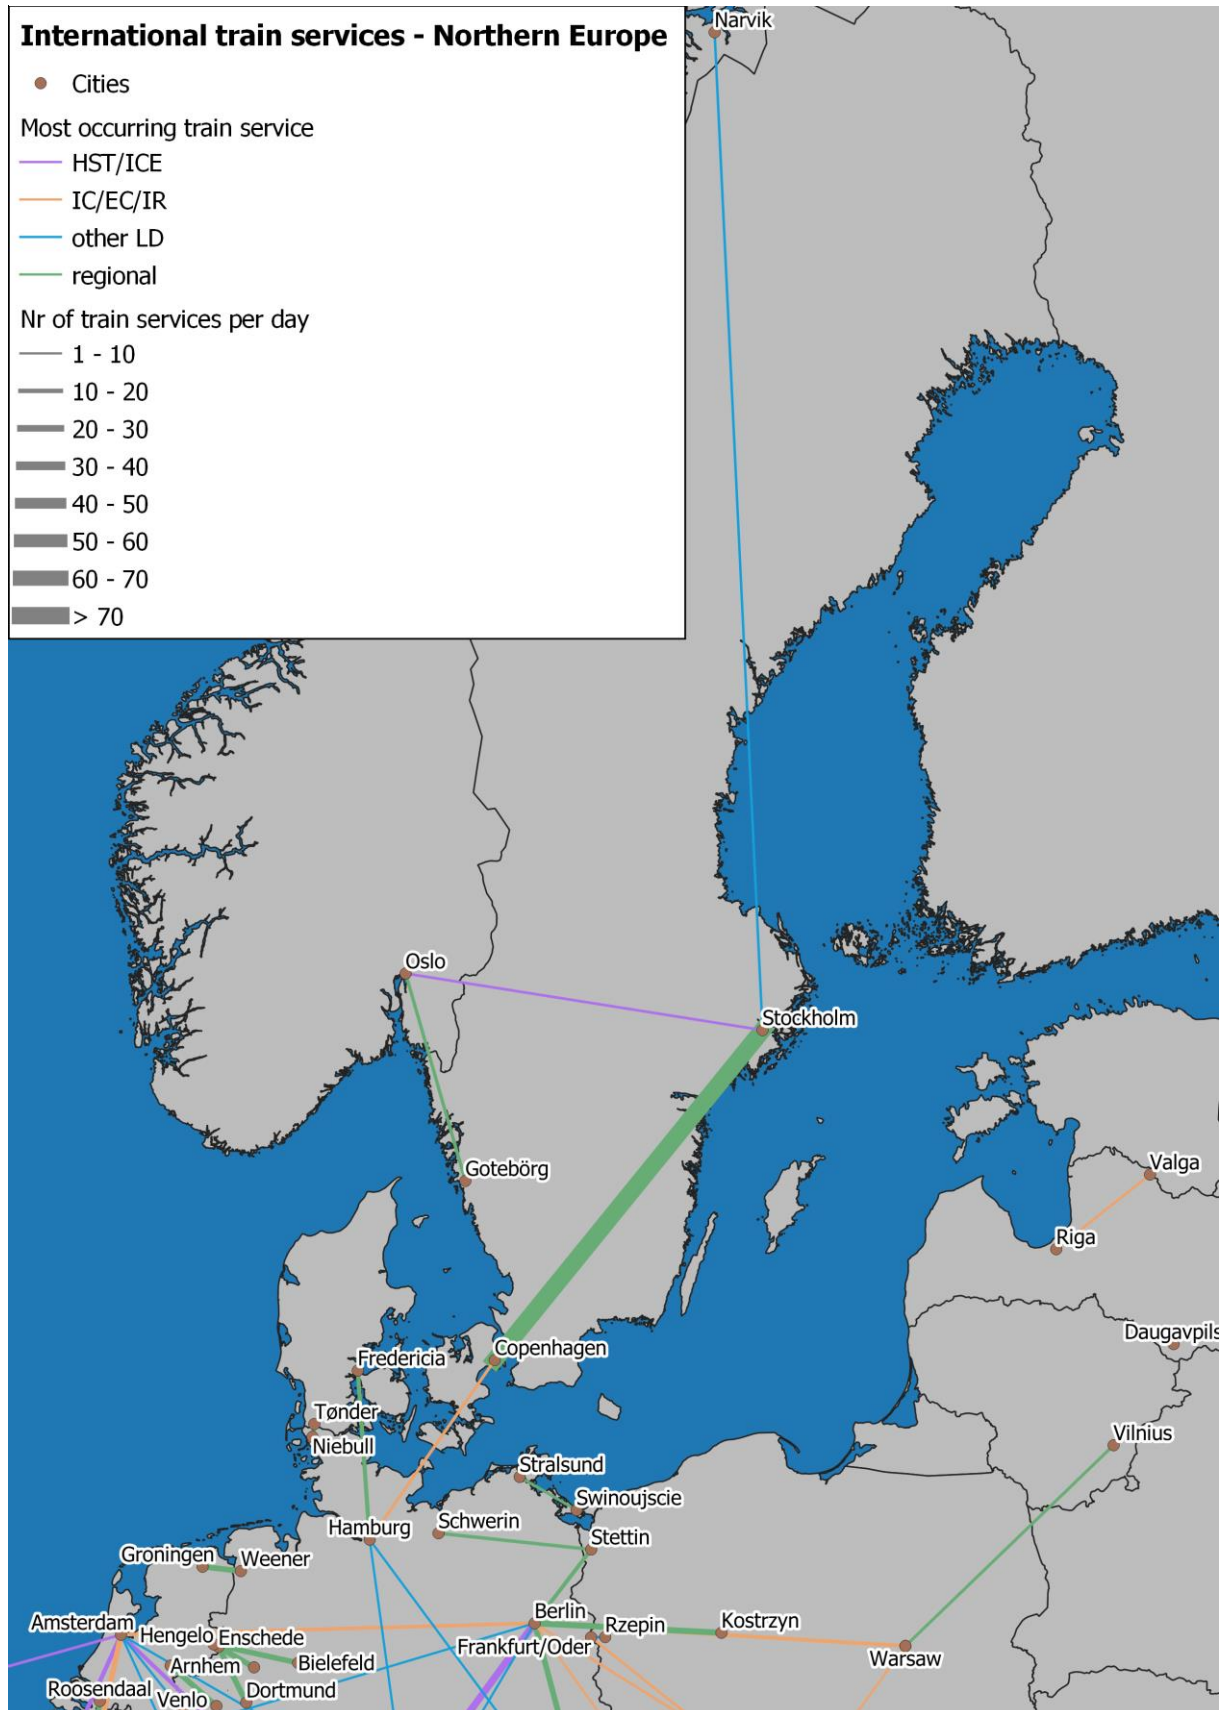 International train services - Northern Europe
Cities
Most occurring train service
HST/ICE
IC/EC/IR
other LD
regional
Nr of train services per day
1 - 10
10 - 20
20 - 30
30 - 40
40 - 50
50 - 60
60 - 70
> 70
Narvik
Oslo
Stockholm
Gotebörg
Valga
Riga
Copenhagen
Daugavpils
Fredericia
Tønder
Niebull
Vilnius
Stralsund
Swinoujscie
Hamburg
Schwerin
Stettin
Groningen
Weener
Amsterdam
Hengelo
Enschede
Berlin
Rzepin
Kostrzyn
Frankfurt/Oder
Warsaw
Arnhem
Bielefeld
Roosendaal
Venlo
Dortmund